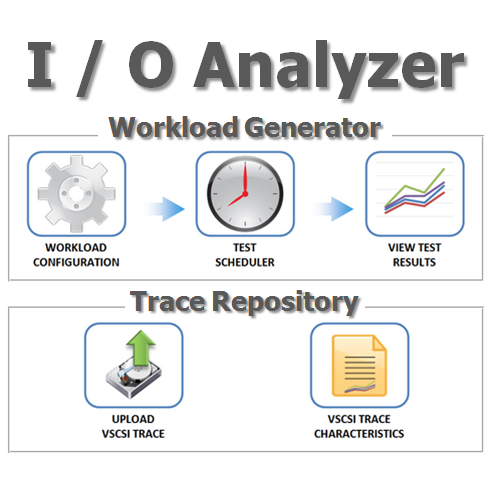 I / O Analyzer
Workload Generator
WORKLOAD
CONFIGURATION
TEST
SCHEDULER
VIEW TEST
RESULTS
Trace Repository
UPLOAD
VSCSI TRACE
VSCSI TRACE
CHARACTERISTICS